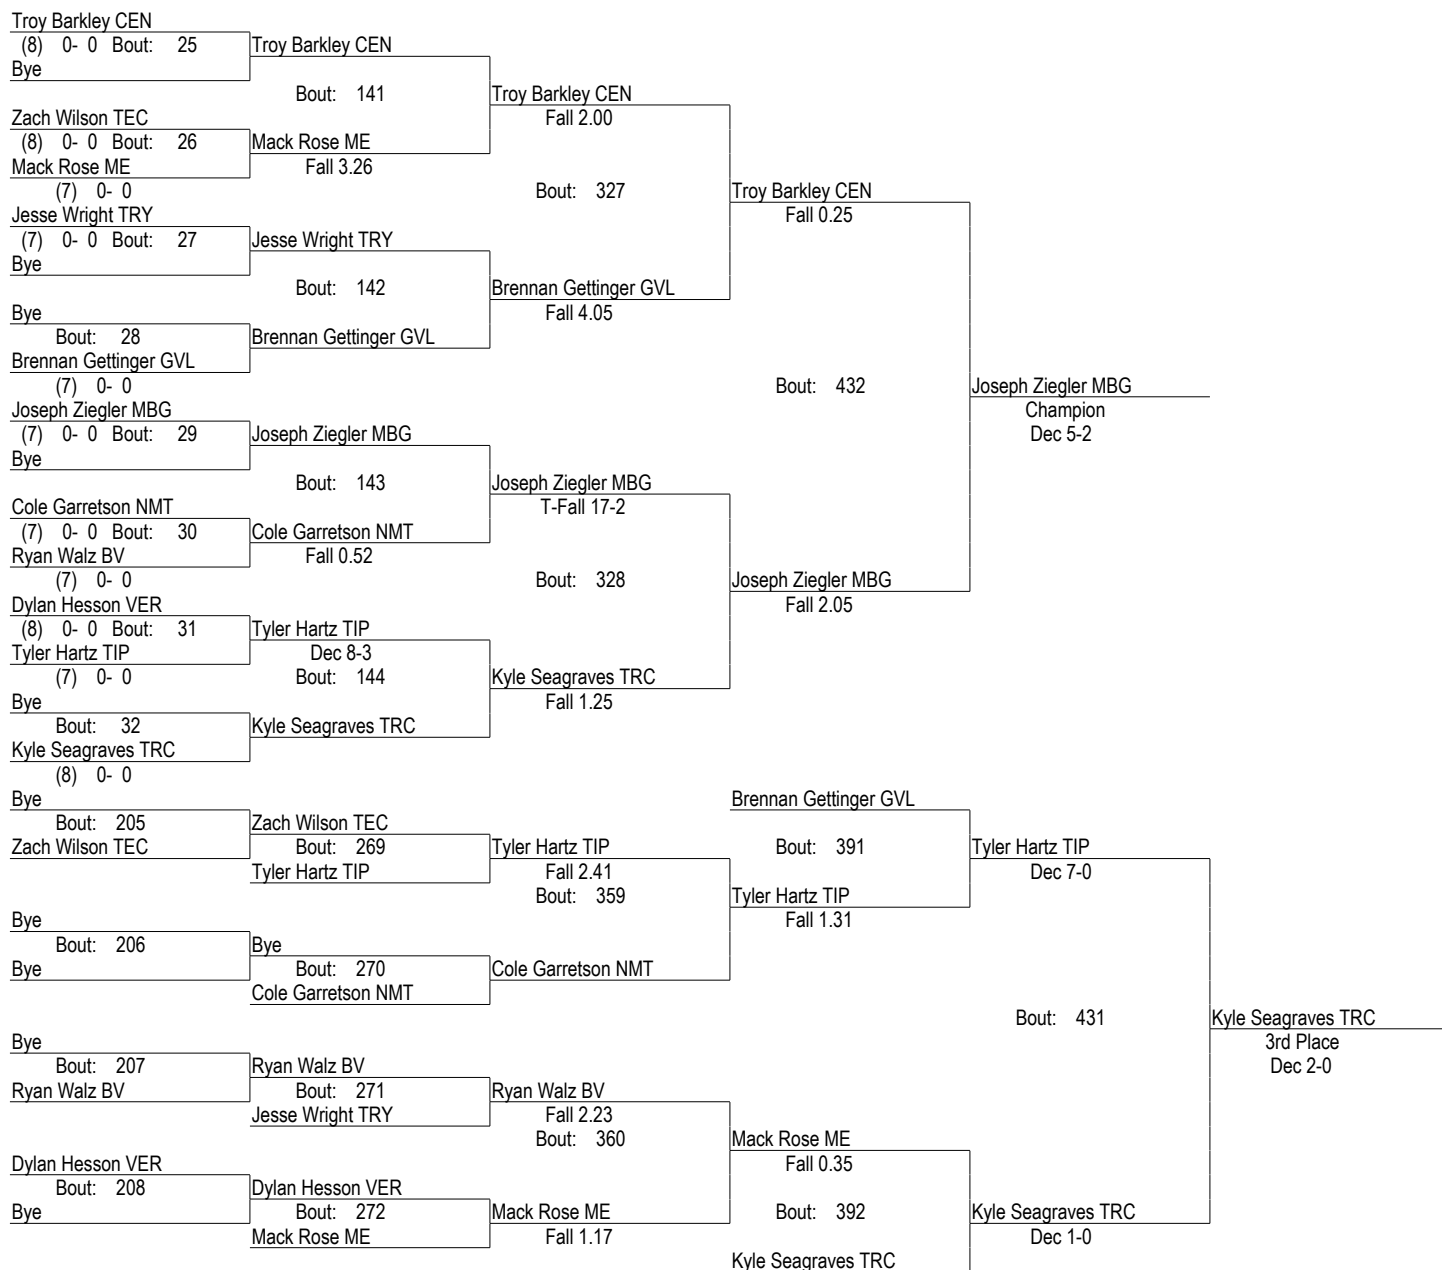 Troy Barkley CEN
(8) 0- 0 Bout: 25 Troy Barkley CEN
Bye
Bout: 141 Troy Barkley CEN
Zach Wilson TEC Fall 2.00
(8) 0- 0 Bout: 26 Mack Rose ME
Mack Rose ME Fall 3.26
(7) 0- 0 Bout: 327 Troy Barkley CEN
Jesse Wright TRY Fall 0.25
(7) 0- 0 Bout: 27 Jesse Wright TRY
Bye
Bout: 142 Brennan Gettinger GVL
Bye Fall 4.05
Bout: 28 Brennan Gettinger GVL
Brennan Gettinger GVL
(7) 0- 0 Bout: 432 Joseph Ziegler MBG
Joseph Ziegler MBG Champion
(7) 0- 0 Bout: 29 Joseph Ziegler MBG Dec 5-2
Bye
Bout: 143 Joseph Ziegler MBG
Cole Garretson NMT T-Fall 17-2
(7) 0- 0 Bout: 30 Cole Garretson NMT
Ryan Walz BV Fall 0.52
(7) 0- 0 Bout: 328 Joseph Ziegler MBG
Dylan Hesson VER Fall 2.05
(8) 0- 0 Bout: 31 Tyler Hartz TIP
Tyler Hartz TIP Dec 8-3
(7) 0- 0 Bout: 144 Kyle Seagraves TRC
Bye Fall 1.25
Bout: 32 Kyle Seagraves TRC
Kyle Seagraves TRC
(8) 0- 0
Bye Brennan Gettinger GVL
Bout: 205 Zach Wilson TEC
Zach Wilson TEC Bout: 269 Tyler Hartz TIP Bout: 391 Tyler Hartz TIP
Tyler Hartz TIP Fall 2.41 Dec 7-0
Bout: 359 Tyler Hartz TIP
Bye Fall 1.31
Bout: 206 Bye
Bye Bout: 270 Cole Garretson NMT
Cole Garretson NMT
Bout: 431 Kyle Seagraves TRC
Bye 3rd Place
Bout: 207 Ryan Walz BV Dec 2-0
Ryan Walz BV Bout: 271 Ryan Walz BV
Jesse Wright TRY Fall 2.23
Bout: 360 Mack Rose ME
Dylan Hesson VER Fall 0.35
Bout: 208 Dylan Hesson VER
Bye Bout: 272 Mack Rose ME Bout: 392 Kyle Seagraves TRC
Mack Rose ME Fall 1.17 Dec 1-0
Kyle Seagraves TRC